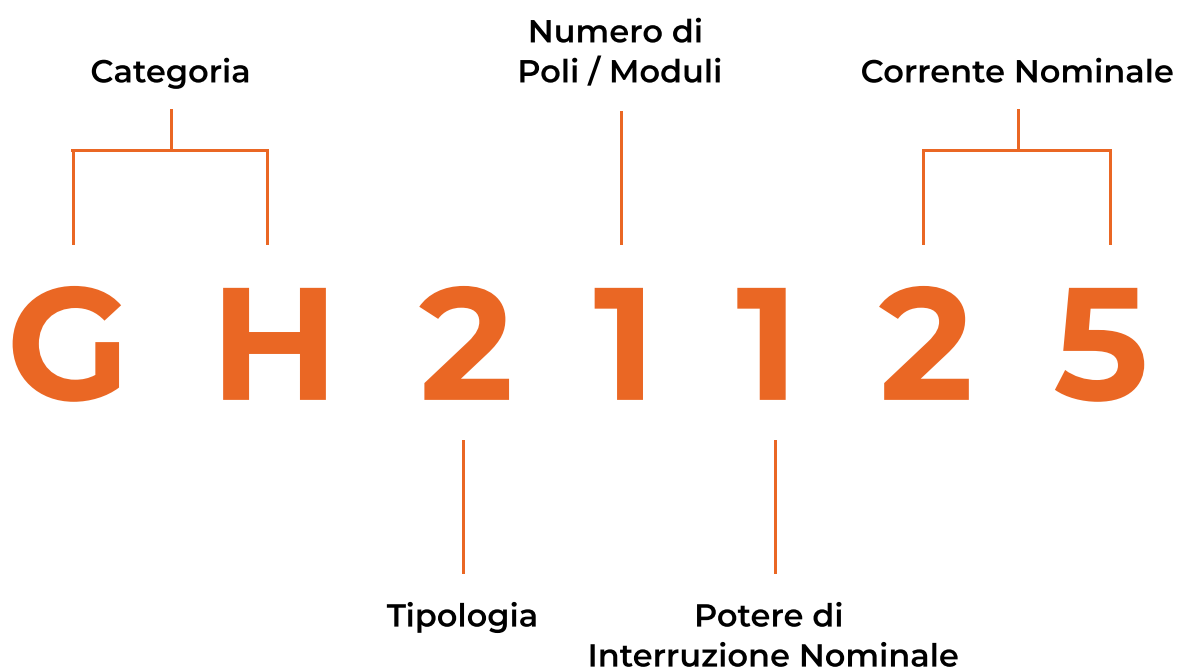 Numero di
Categoria
Poli / Moduli
Corrente Nominale
G H 2 1 1 2 5
Tipologia
Potere di
Interruzione Nominale